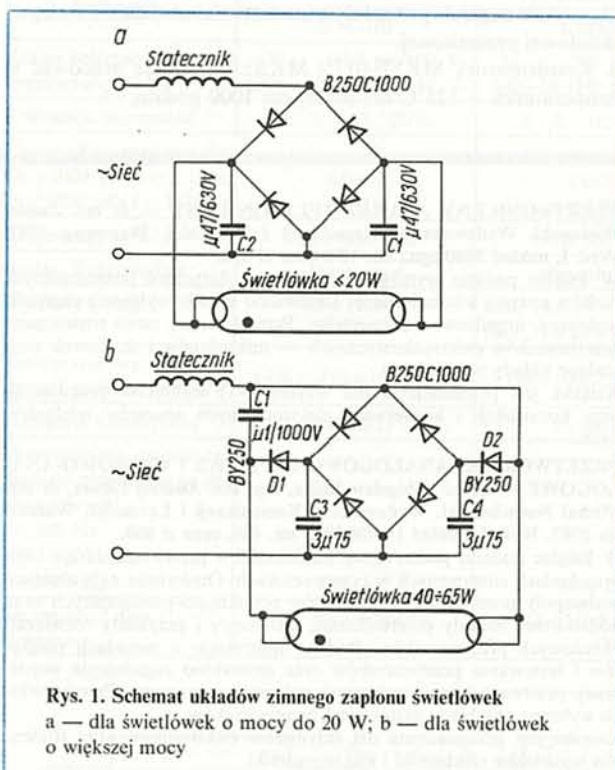 a
Statecznik
B250C1000
~Sieć
µ47/630V
C2
µ47/630V
C1
Świetlówka ≤20W
b
Statecznik
B250C1000
C1
µ1/1000V
D2
BY250
D1
BY250
~Sieć
C3
3µ75
C4
3µ75
Świetlówka 40÷65W
Rys. 1. Schemat układów zimnego zapłonu świetlówek
a — dla świetlówek o mocy do 20 W; b — dla świetlówek
o większej mocy